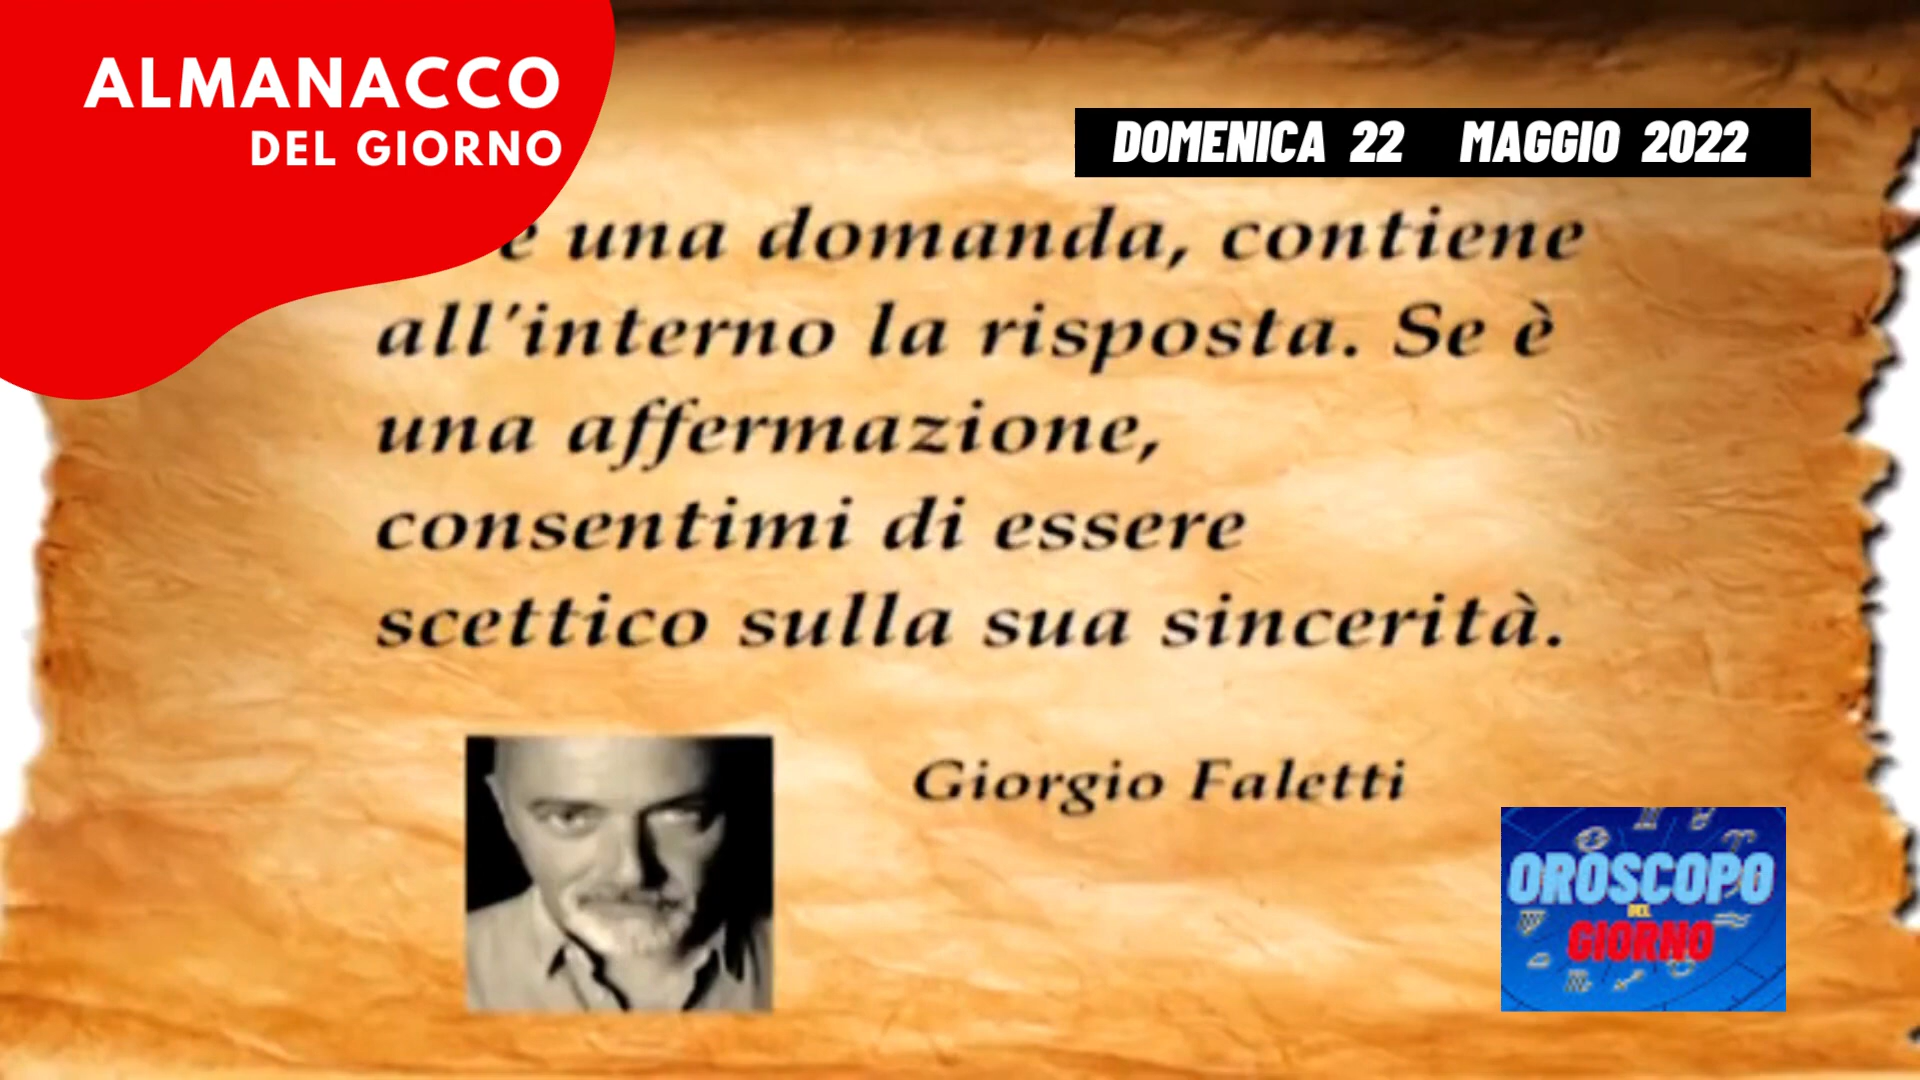 ALMANACCO
DEL GIORNO
DOMENICA 22 MAGGIO 2022
è una domanda, contiene
all'interno la risposta. Se è
una affermazione,
consentimi di essere
scettico sulla sua sincerità.
Giorgio Faletti
OROSCOPO
DEL
GIORNO